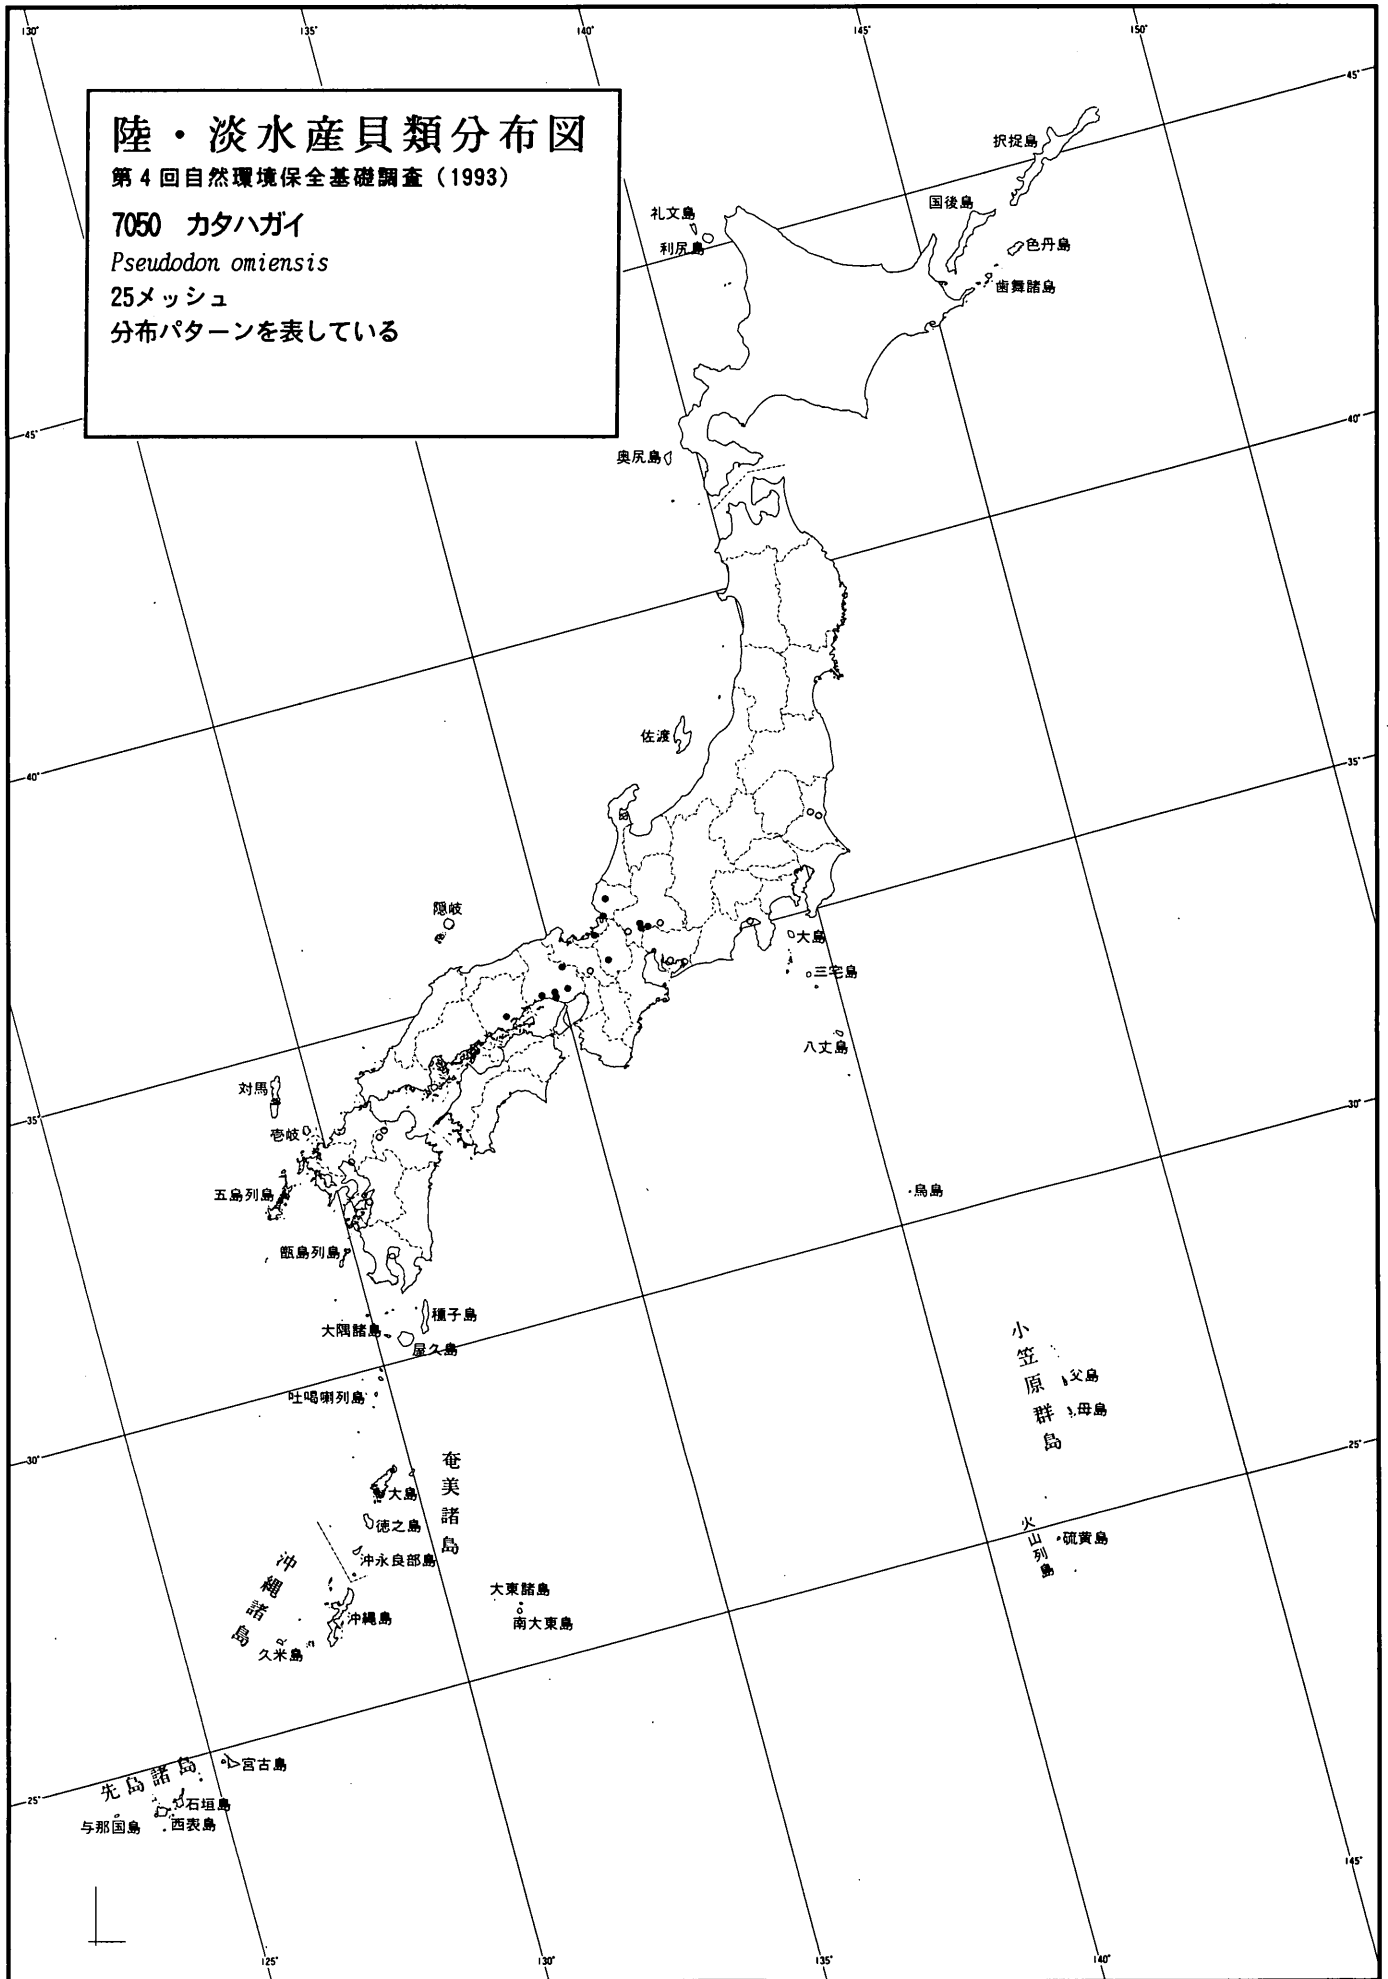 130°
135°
140°
145°
150°
45°
陸・淡水産貝類分布図
第4回自然環境保全基礎調査（1993）
7050 カタハガイ
Pseudodon omiensis
25メッシュ
分布パターンを表している
択捉島
国後島
礼文島
利尻島
色丹島
歯舞諸島
40°
45°
奥尻島
佐渡
35°
40°
隠岐
大島
三宅島
八丈島
対馬
30°
35°
壱岐
五島列島
鳥島
甑島列島
種子島
大隅諸島
屋久島
小笠原群島
父島
吐噶喇列島
母島
25°
30°
奄美諸島
大島
徳之島
火山列島
硫黄島
沖永良部島
沖縄諸島
大東諸島
沖縄島
南大東島
久米島
宮古島
先島諸島
25°
石垣島
与那国島
西表島
145°
125°
130°
135°
140°